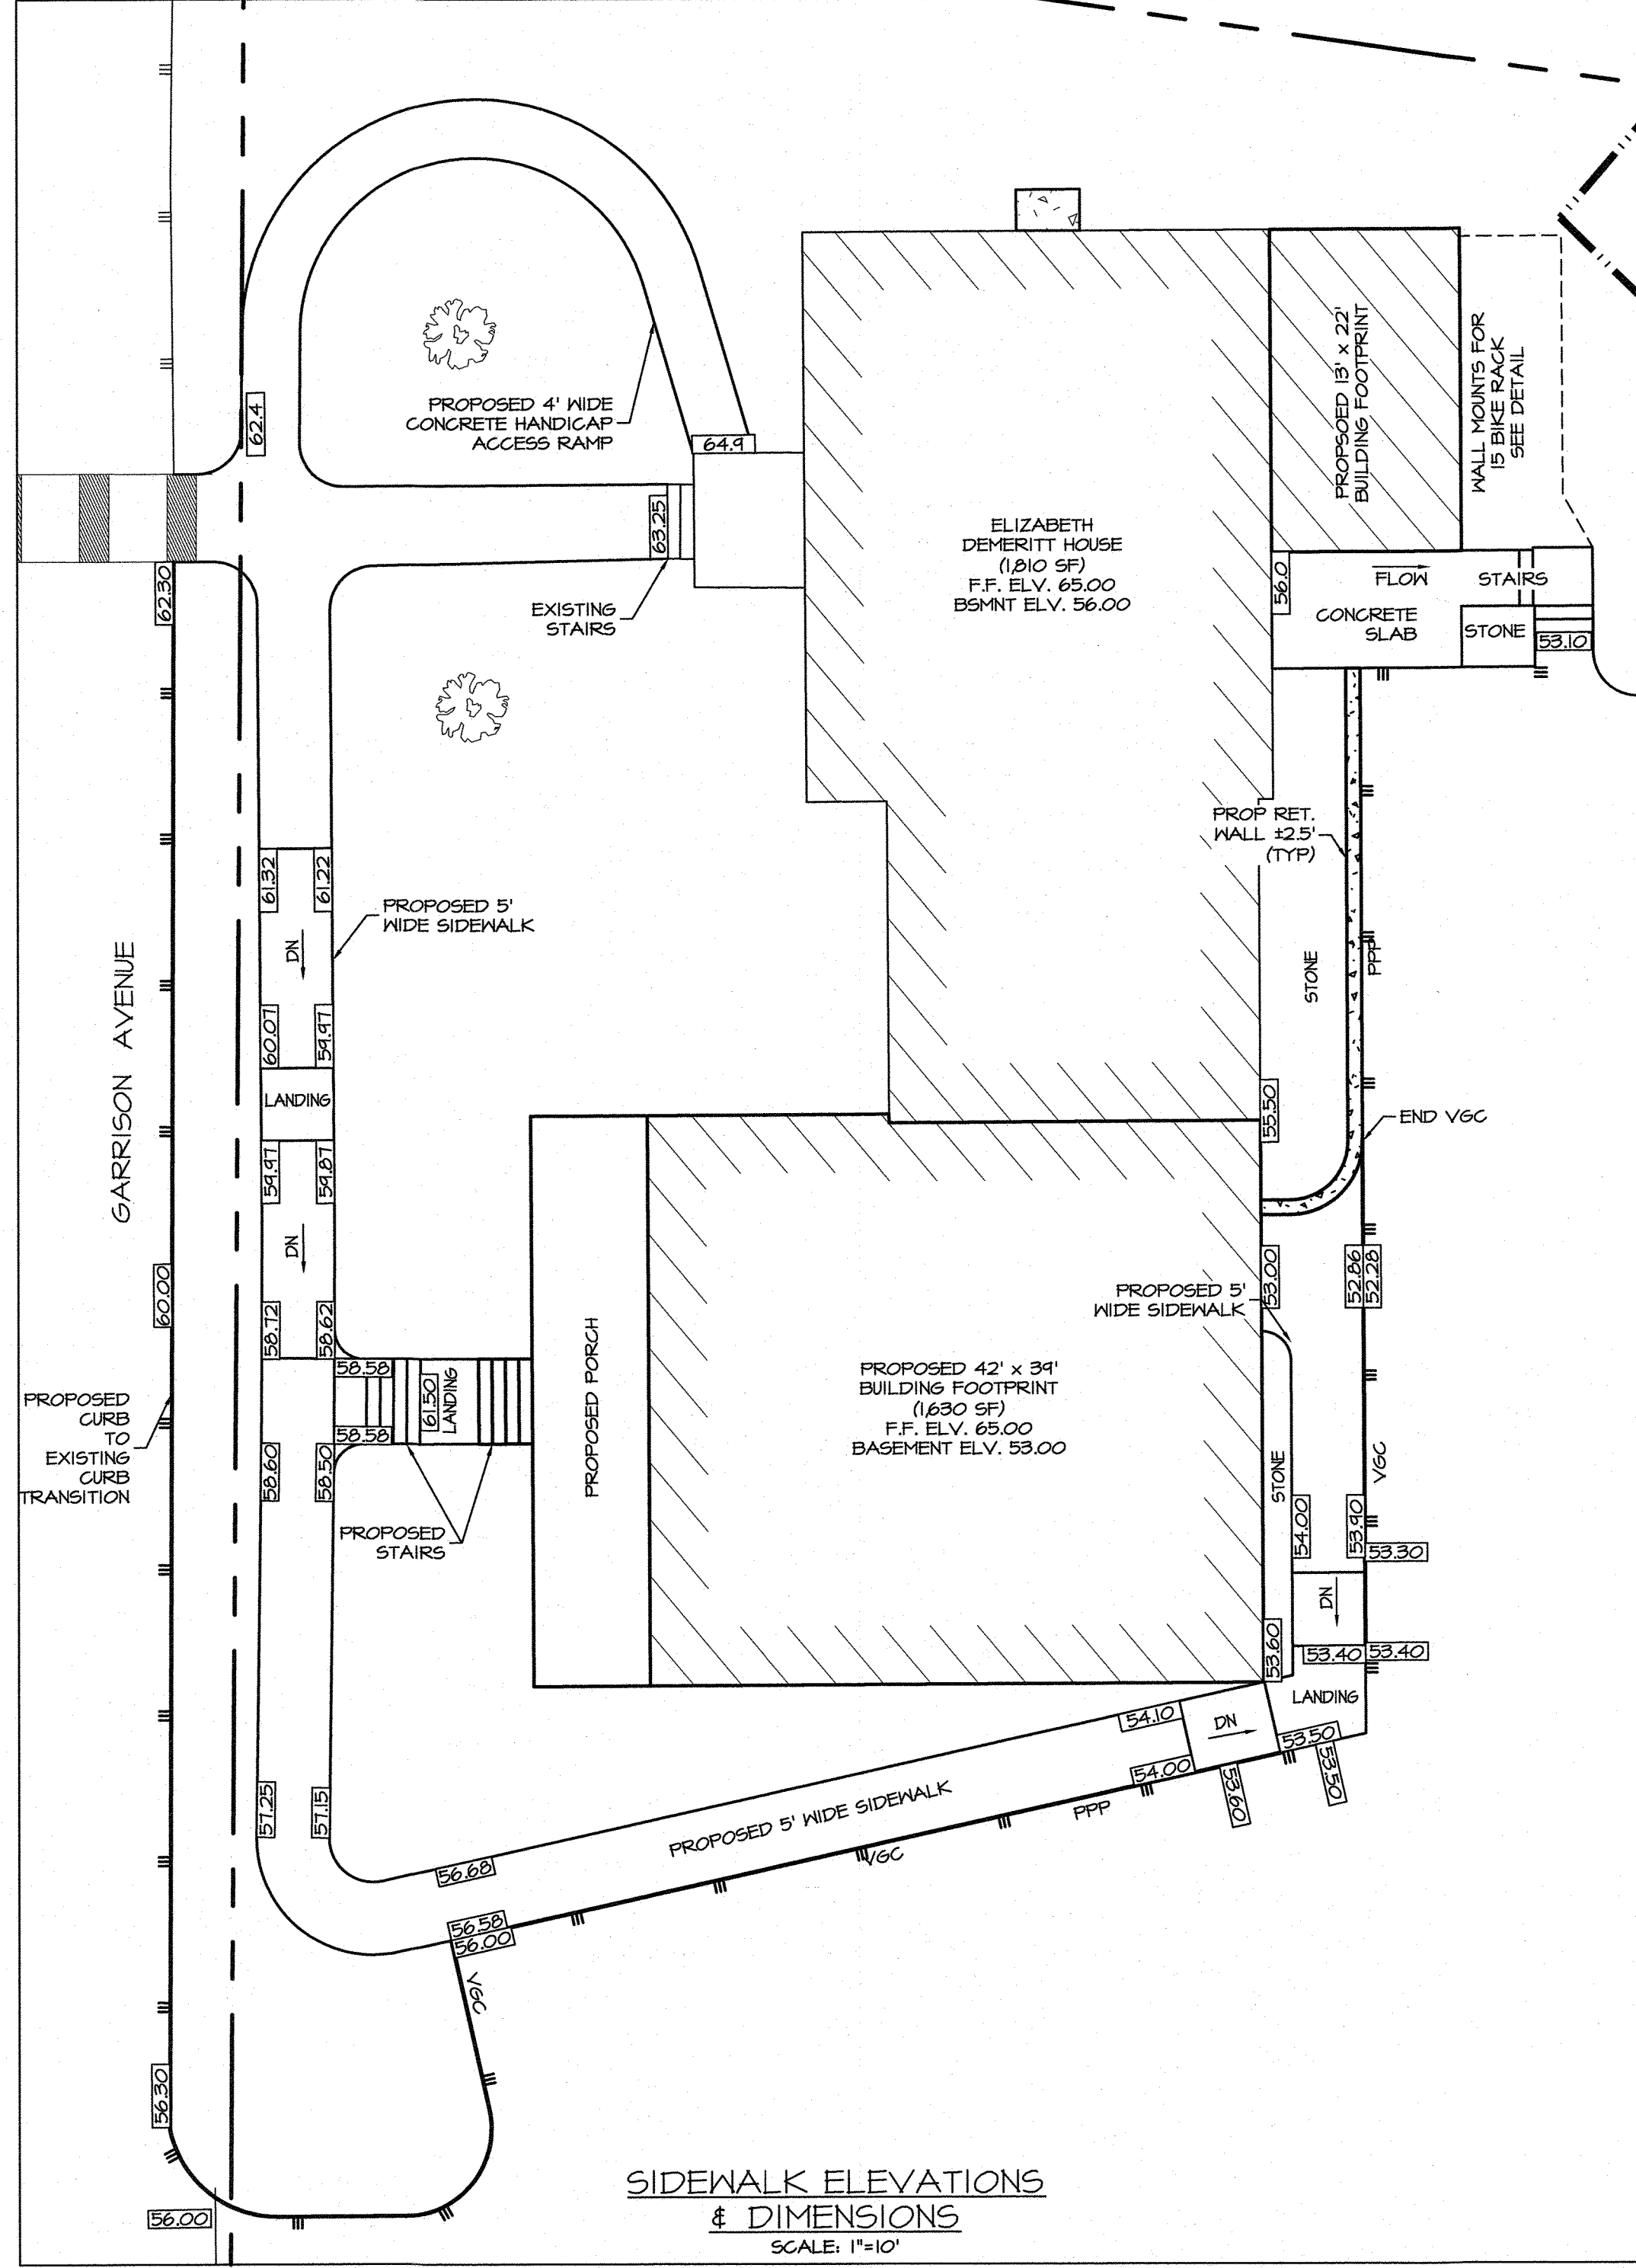 62.4
PROPOSED 4' WIDE
CONCRETE HANDICAP
ACCESS RAMP
64.9
63.25
62.30
EXISTING
STAIRS
ELIZABETH
DEMERITT HOUSE
(1,810 SF)
F.F. ELV. 65.00
BSMNT ELV. 56.00
PROPSOED 13' x 22'
BUILDING FOOTPRINT
WALL MOUNTS FOR
15 BIKE RACK
SEE DETAIL
56.0
FLOW
STAIRS
CONCRETE
SLAB
STONE
53.10
PROP RET.
WALL ±2.5'
(TYP)
STONE
PPP
61.32
61.22
PROPOSED 5'
WIDE SIDEWALK
DN
60.07
59.97
LANDING
59.97
59.87
DN
GARRISON AVENUE
60.00
58.72
58.62
55.50
END VGC
53.00
52.86
52.28
PROPOSED 5'
WIDE SIDEWALK
58.58
61.50
LANDING
58.58
PROPOSED PORCH
PROPOSED 42' x 39'
BUILDING FOOTPRINT
(1,630 SF)
F.F. ELV. 65.00
BASEMENT ELV. 53.00
PROPOSED
CURB
TO
EXISTING
CURB
TRANSITION
58.60
58.50
PROPOSED
STAIRS
STONE
VGC
54.00
53.90
53.30
DN
53.60
53.40
53.40
LANDING
54.10
DN
53.50
53.50
54.00
53.60
57.25
57.15
PROPOSED 5' WIDE SIDEWALK
PPP
VGC
56.68
56.58
56.00
VGC
56.30
56.00
SIDEWALK ELEVATIONS
& DIMENSIONS
SCALE: 1"=10'